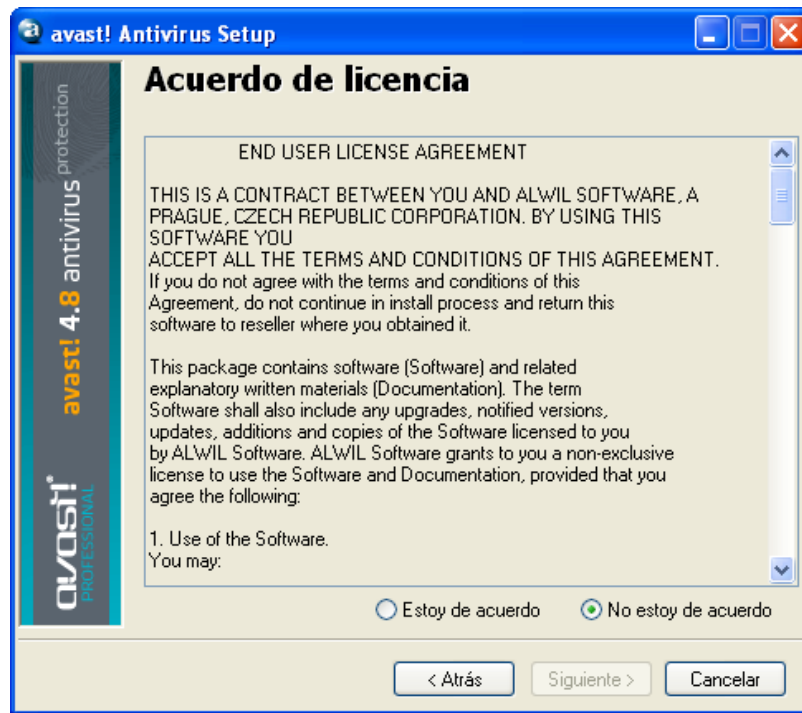 avast! Antivirus Setup
Acuerdo de licencia
END USER LICENSE AGREEMENT
THIS IS A CONTRACT BETWEEN YOU AND ALWIL SOFTWARE, A
PRAGUE, CZECH REPUBLIC CORPORATION. BY USING THIS
SOFTWARE YOU
ACCEPT ALL THE TERMS AND CONDITIONS OF THIS AGREEMENT.
If you do not agree with the terms and conditions of this
Agreement, do not continue in install process and return this
software to reseller where you obtained it.
This package contains software (Software) and related
explanatory written materials (Documentation). The term
Software shall also include any upgrades, notified versions,
updates, additions and copies of the Software licensed to you
by ALWIL Software. ALWIL Software grants to you a non-exclusive
license to use the Software and Documentation, provided that you
agree the following:
1. Use of the Software.
You may:
avast! 4.8 antivirus protection
avast!
PROFESSIONAL
Estoy de acuerdo
No estoy de acuerdo
< Atrás
Siguiente >
Cancelar